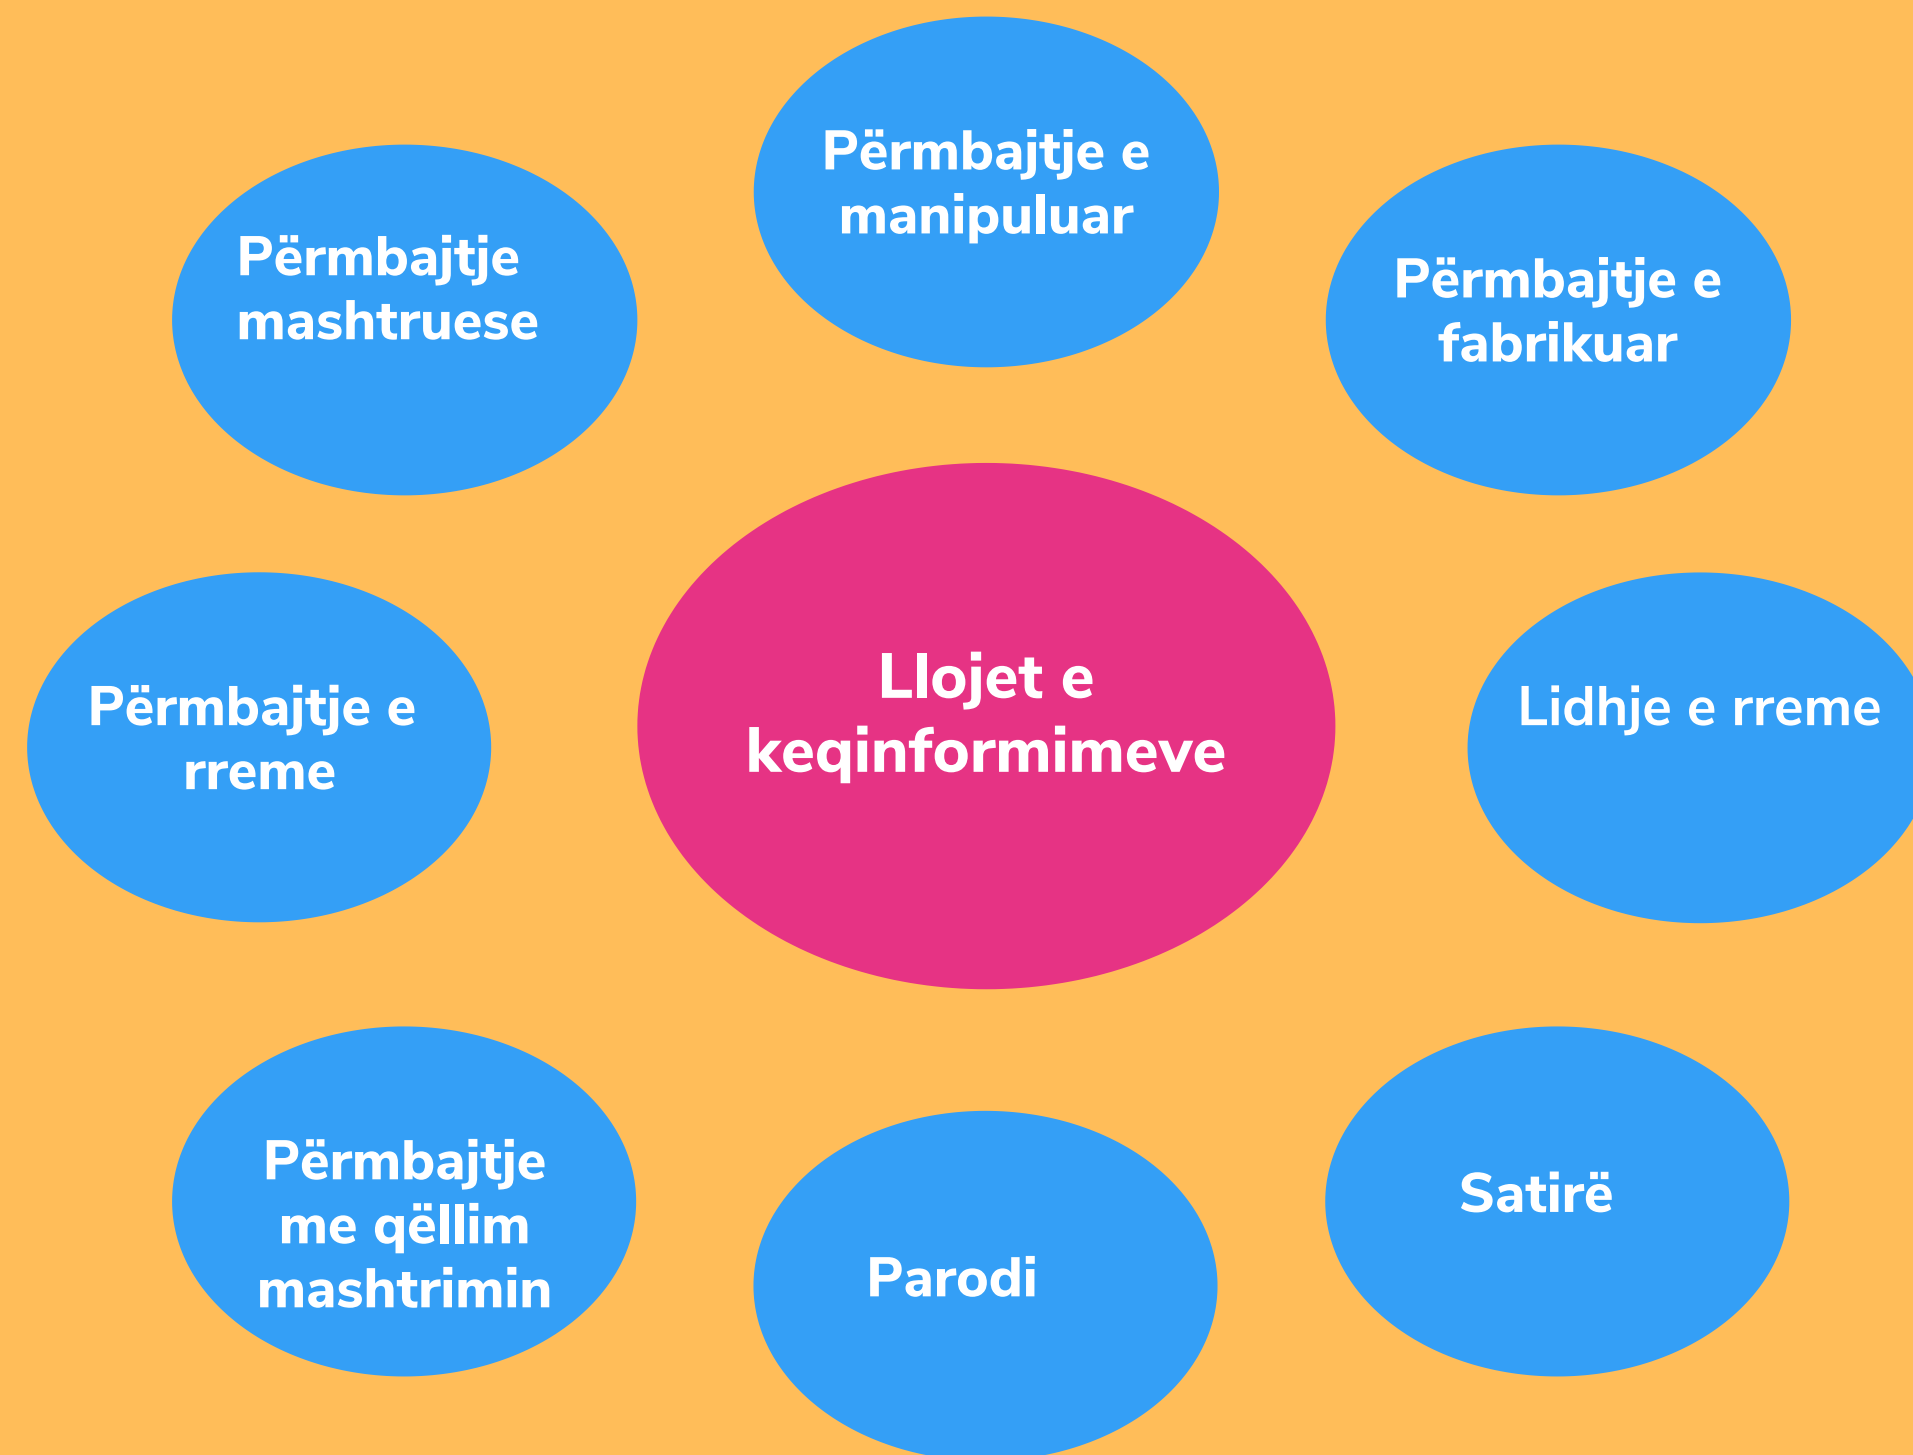 Përmbajtje e
manipuluar
Përmbajtje
mashtruese
Përmbajtje e
fabrikuar
Llojet e
keqinformimeve
Përmbajtje e
rreme
Lidhje e rreme
Përmbajtje
me qëllim
mashtrimin
Parodi
Satirë